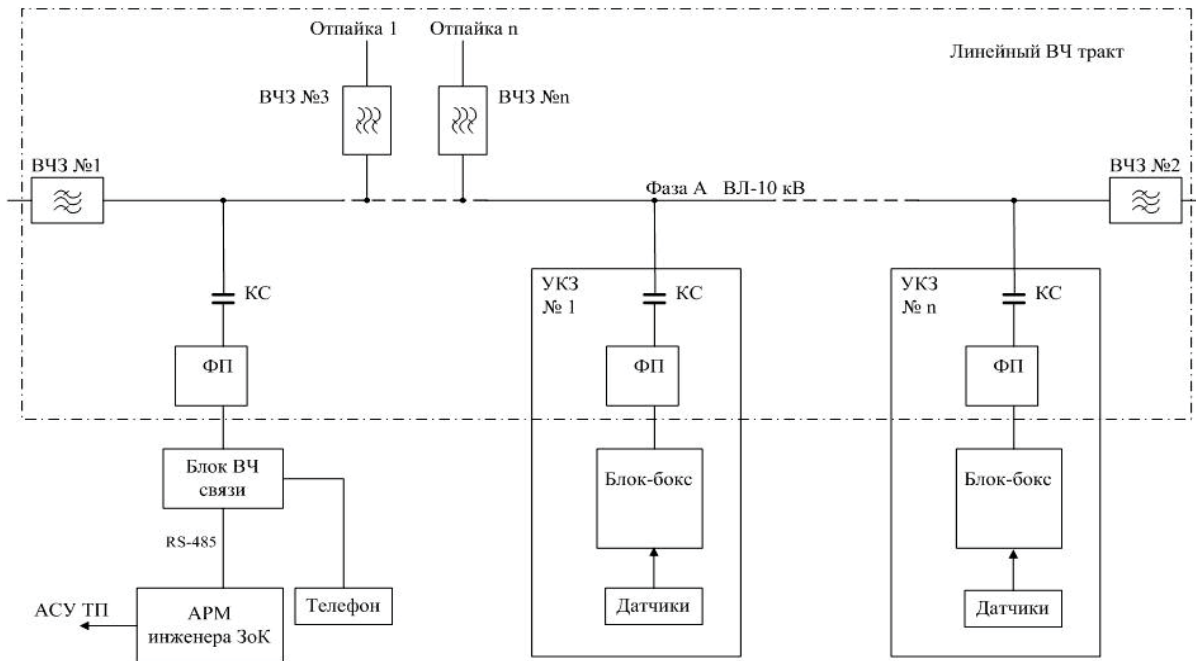 Отпайка 1
Отпайка n
Линейный ВЧ тракт
ВЧЗ №3
ВЧЗ №n
ВЧЗ №1
ВЧЗ №2
Фаза А ВЛ-10 кВ
КС
УКЗ
№ 1
КС
УКЗ
№ n
КС
ФП
ФП
ФП
Блок ВЧ
связи
Блок-бокс
Блок-бокс
RS-485
АСУ ТП
АРМ
инженера ЗоК
Телефон
Датчики
Датчики